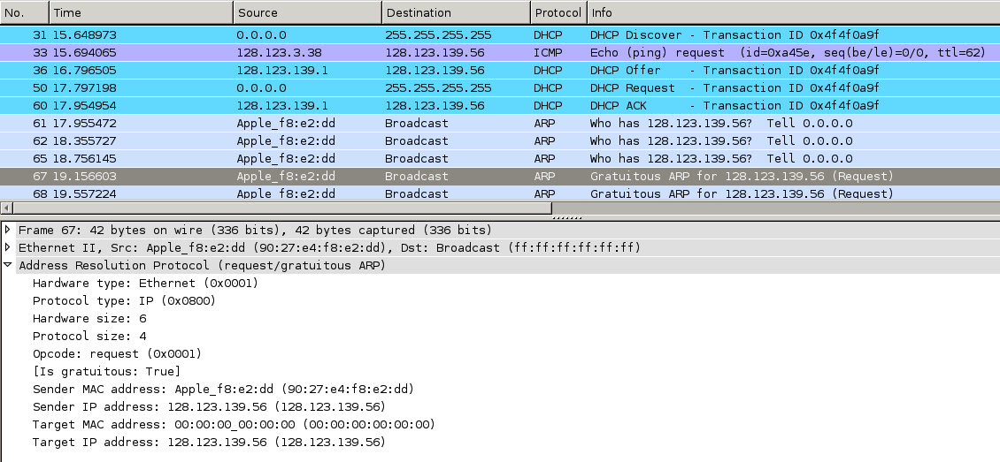 No. Time Source Destination Protocol Info
31 15.648973 0.0.0.0 255.255.255.255 DHCP DHCP Discover - Transaction ID 0x4f4f0a9f
33 15.694065 128.123.3.38 128.123.139.56 ICMP Echo (ping) request (id=0xa45e, seq(be/le)=0/0, ttl=62)
36 16.796505 128.123.139.1 128.123.139.56 DHCP DHCP Offer - Transaction ID 0x4f4f0a9f
50 17.797198 0.0.0.0 255.255.255.255 DHCP DHCP Request - Transaction ID 0x4f4f0a9f
60 17.954954 128.123.139.1 128.123.139.56 DHCP DHCP ACK - Transaction ID 0x4f4f0a9f
61 17.955472 Apple_f8:e2:dd Broadcast ARP Who has 128.123.139.56? Tell 0.0.0.0
62 18.355727 Apple_f8:e2:dd Broadcast ARP Who has 128.123.139.56? Tell 0.0.0.0
65 18.756145 Apple_f8:e2:dd Broadcast ARP Who has 128.123.139.56? Tell 0.0.0.0
67 19.156603 Apple_f8:e2:dd Broadcast ARP Gratuitous ARP for 128.123.139.56 (Request)
68 19.557224 Apple_f8:e2:dd Broadcast ARP Gratuitous ARP for 128.123.139.56 (Request)
Frame 67: 42 bytes on wire (336 bits), 42 bytes captured (336 bits)
Ethernet II, Src: Apple_f8:e2:dd (90:27:e4:f8:e2:dd), Dst: Broadcast (ff:ff:ff:ff:ff:ff)
Address Resolution Protocol (request/gratuitous ARP)
Hardware type: Ethernet (0x0001)
Protocol type: IP (0x0800)
Hardware size: 6
Protocol size: 4
Opcode: request (0x0001)
[Is gratuitous: True]
Sender MAC address: Apple_f8:e2:dd (90:27:e4:f8:e2:dd)
Sender IP address: 128.123.139.56 (128.123.139.56)
Target MAC address: 00:00:00_00:00:00 (00:00:00:00:00:00)
Target IP address: 128.123.139.56 (128.123.139.56)